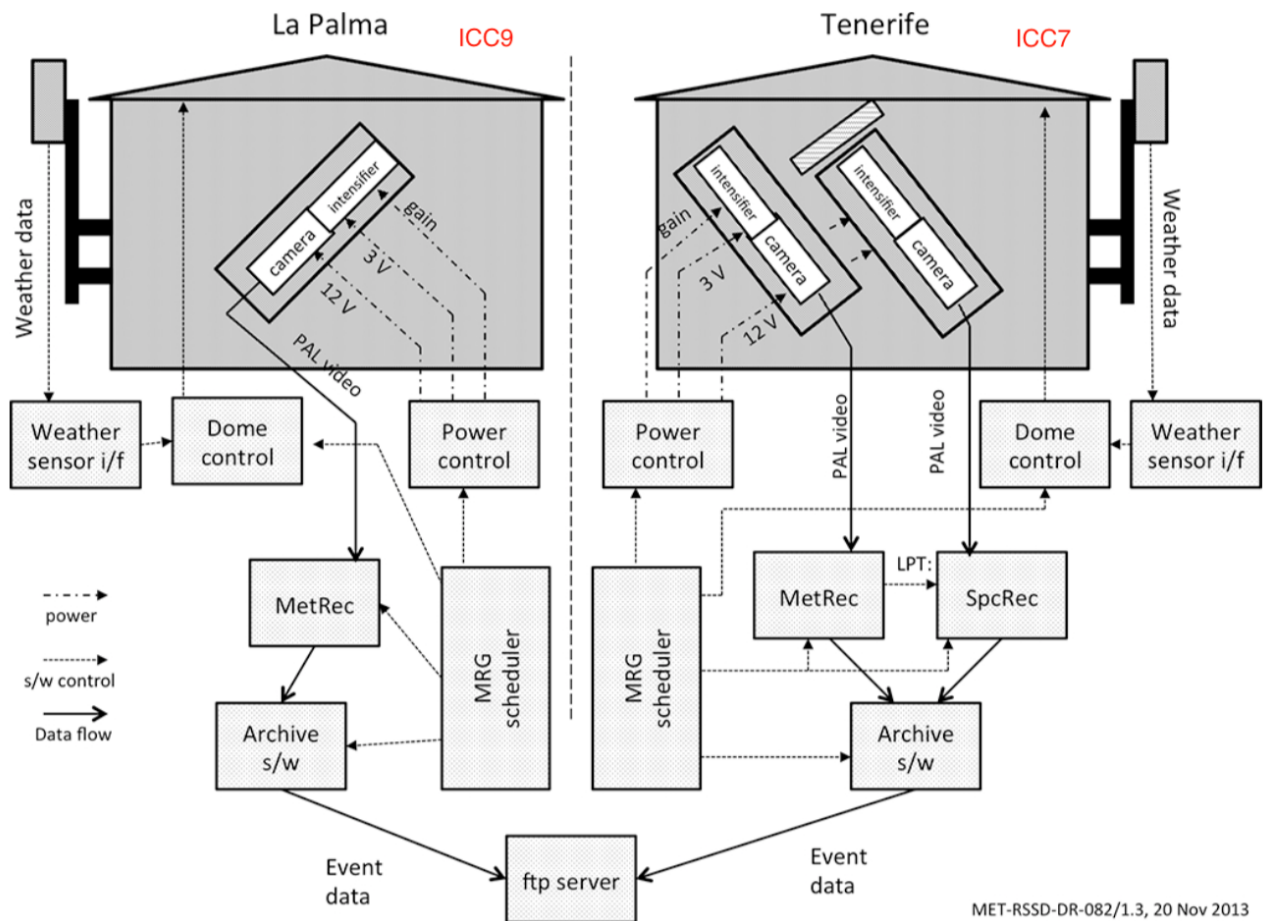 La Palma
ICC9
Tenerife
ICC7
Weather data
intensifier
camera
gain
3 V
12 V
PAL video
intensifier
camera
gain
3 V
12 V
intensifier
camera
Weather data
PAL video
PAL video
Weather
sensor i/f
Dome
control
Power
control
Power
control
Dome
control
Weather
sensor i/f
MetRec
MRG
scheduler
MRG
scheduler
MetRec
LPT:
SpcRec
power
s/w control
Data flow
Archive
s/w
Archive
s/w
Event
data
ftp server
Event
data
MET-RSSD-DR-082/1.3, 20 Nov 2013